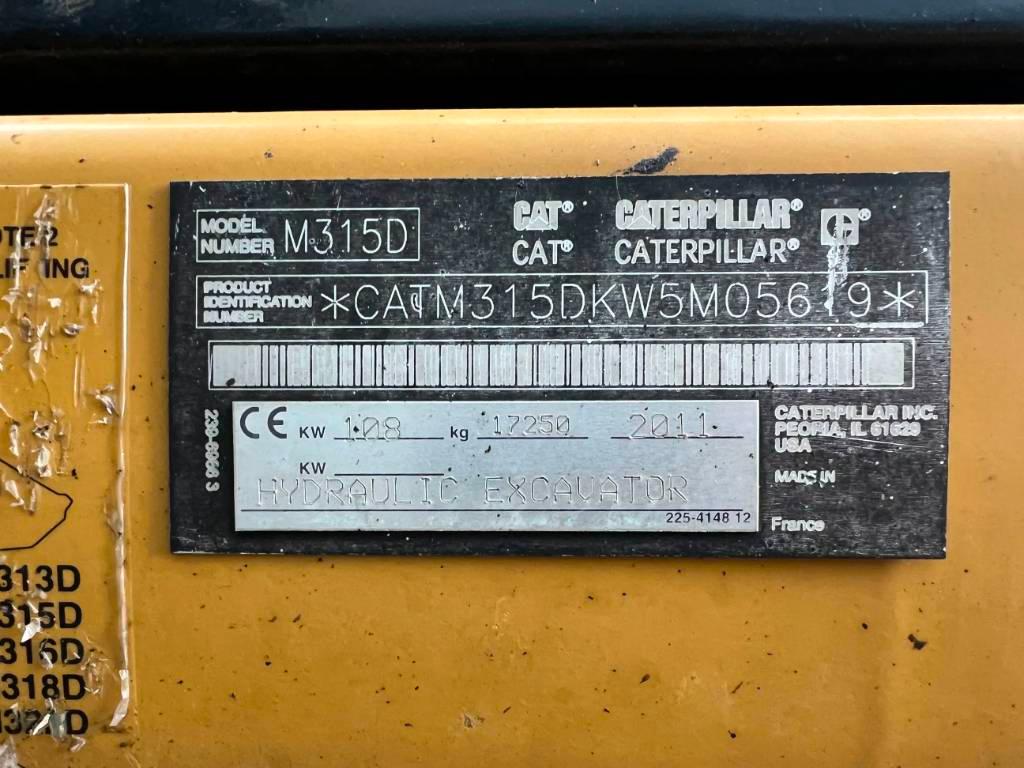 MODEL NUMBER M315D
CAT® CATERPILLAR® ®
CAT® CATERPILLAR®
PRODUCT IDENTIFICATION NUMBER *CATM315DKW5M05619*
CE KW 108 kg 17250 2011
KW
HYDRAULIC EXCAVATOR
225-4148 12
CATERPILLAR INC.
PEORIA, IL 61629
USA
MADE IN
France
2
313D
315D
316D
318D